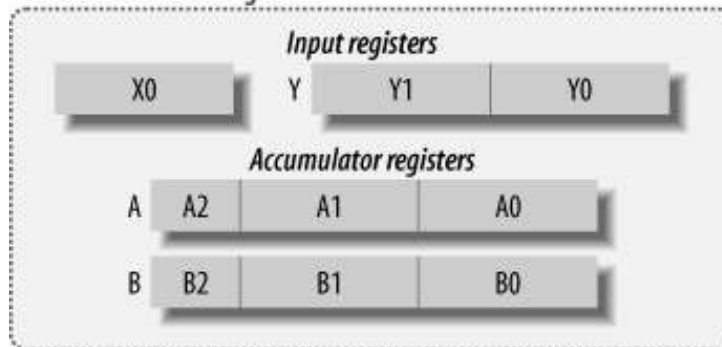 Input registers
X0 Y Y1 Y0
Accumulator registers
A A2 A1 A0
B B2 B1 B0